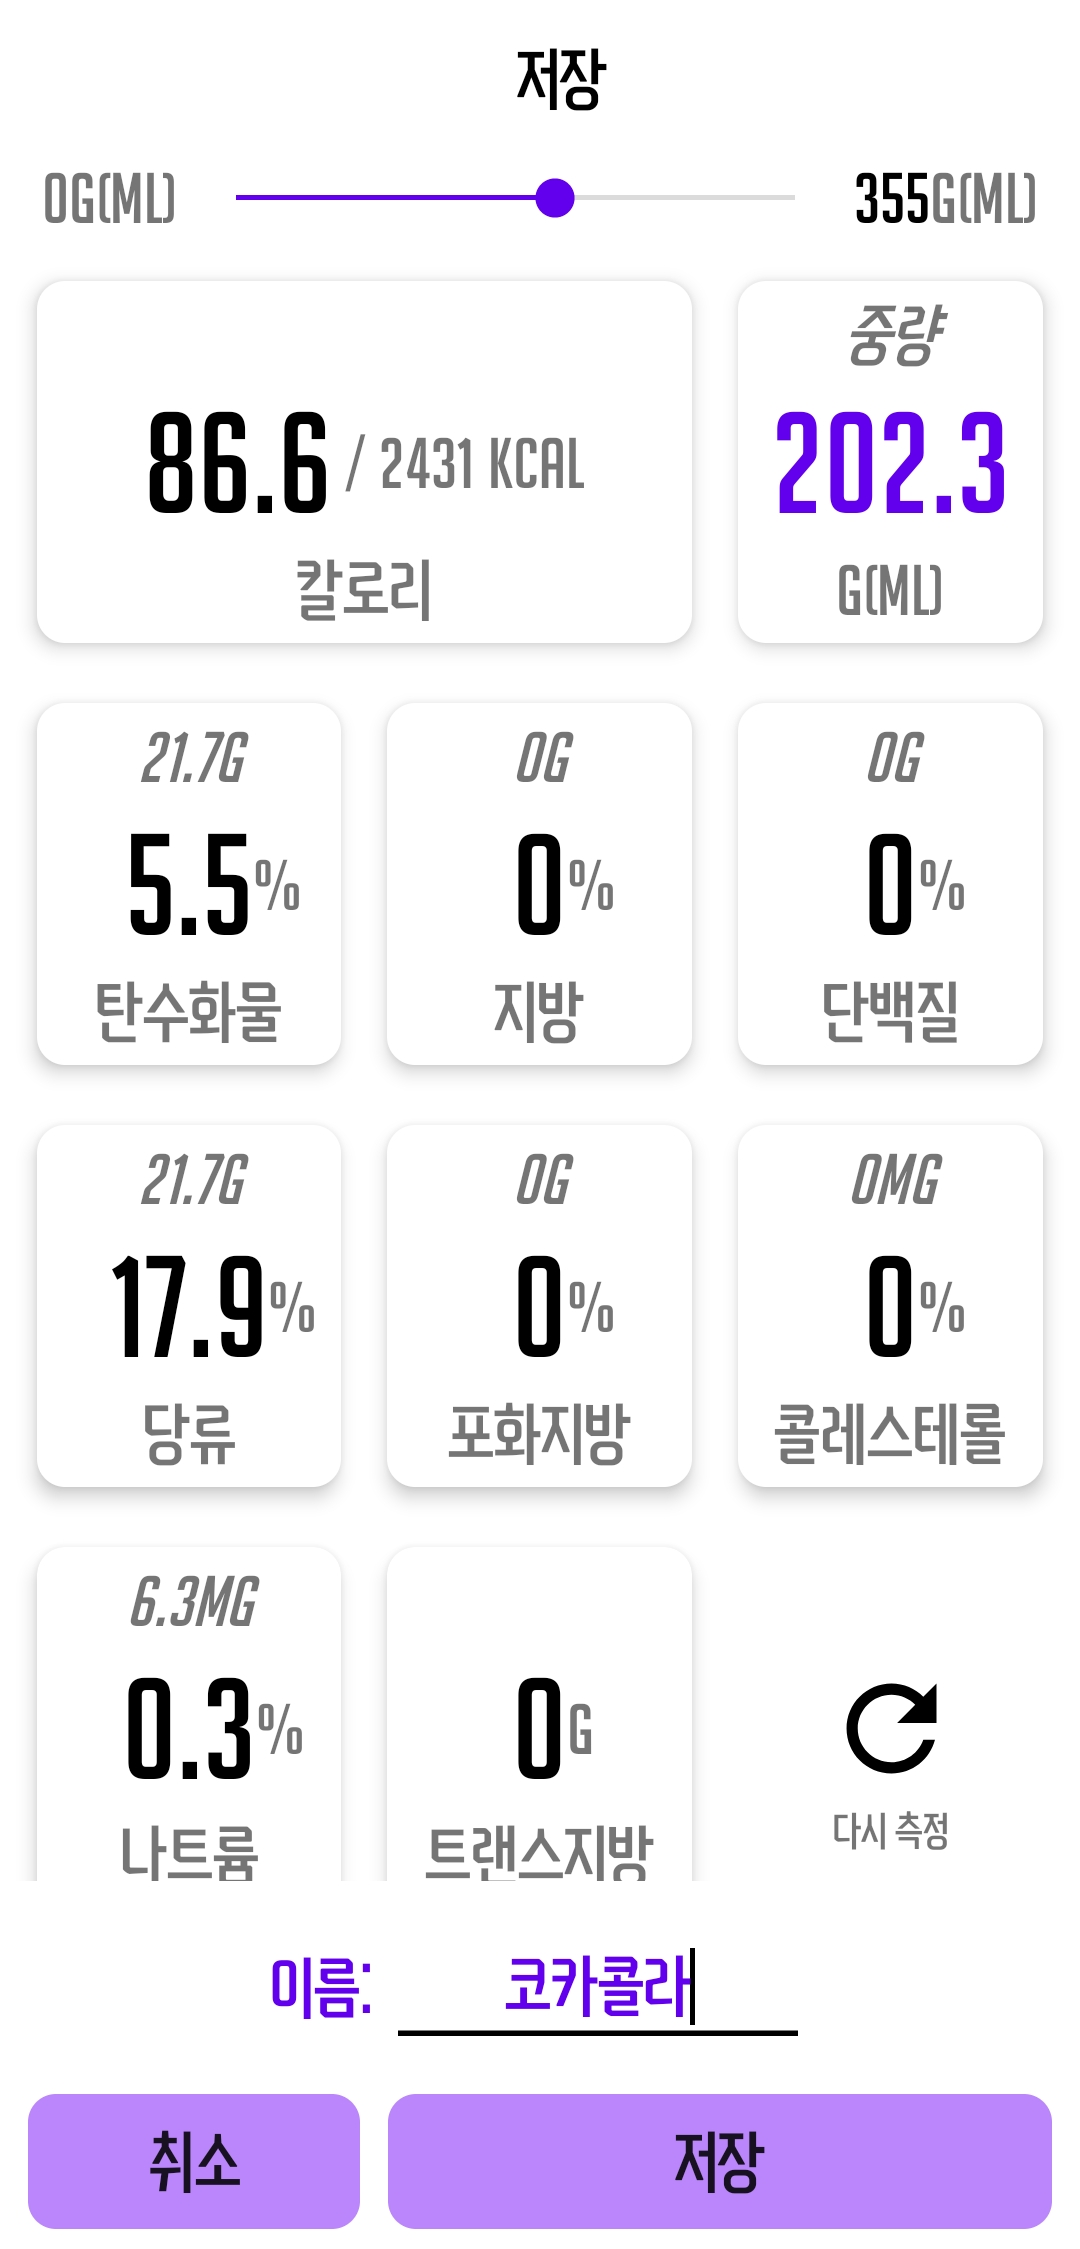 저장
0G(ML) 355G(ML)
86.6 / 2431 KCAL
칼로리
중량
202.3
G(ML)
21.7G
5.5%
탄수화물
0G
0%
지방
0G
0%
단백질
21.7G
17.9%
당류
0G
0%
포화지방
0MG
0%
콜레스테롤
6.3MG
0.3%
나트륨
0G
트랜스지방
다시 측정
이름: 코카콜라
취소 저장